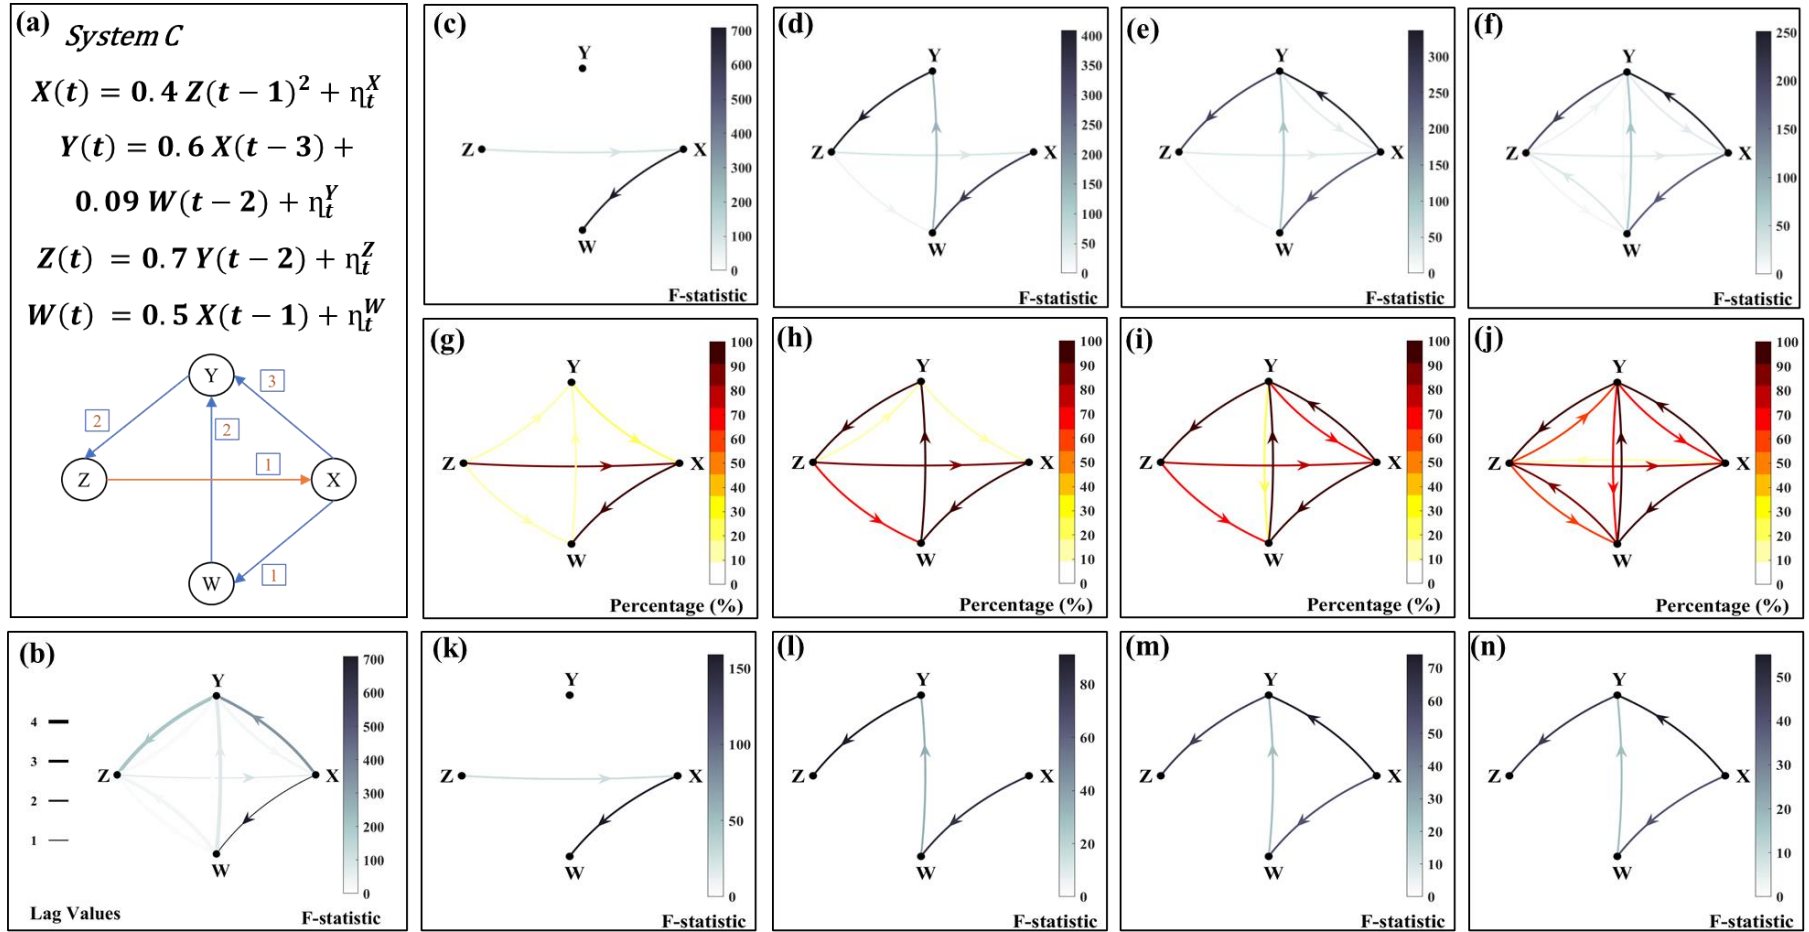 (a)
System C
X(t) = 0.4 Z(t − 1)² + η_t^X
Y(t) = 0.6 X(t − 3) +
0.09 W(t − 2) + η_t^Y
Z(t) = 0.7 Y(t − 2) + η_t^Z
W(t) = 0.5 X(t − 1) + η_t^W
Y
3
2
2
1
Z
X
W
1
(b)
Y
Z
X
W
4
3
2
1
Lag Values
700
600
500
400
300
200
100
0
F-statistic
(c)
Y
Z
X
W
700
600
500
400
300
200
100
0
F-statistic
(d)
Y
Z
X
W
400
350
300
250
200
150
100
50
0
F-statistic
(e)
Y
Z
X
W
300
250
200
150
100
50
0
F-statistic
(f)
Y
Z
X
W
250
200
150
100
50
0
F-statistic
(g)
Y
Z
X
W
100
90
80
70
60
50
40
30
20
10
0
Percentage (%)
(h)
Y
Z
X
W
100
90
80
70
60
50
40
30
20
10
0
Percentage (%)
(i)
Y
Z
X
W
100
90
80
70
60
50
40
30
20
10
0
Percentage (%)
(j)
Y
Z
X
W
100
90
80
70
60
50
40
30
20
10
0
Percentage (%)
(k)
Y
Z
X
W
150
100
50
0
F-statistic
(l)
Y
Z
X
W
80
60
40
20
0
F-statistic
(m)
Y
Z
X
W
70
60
50
40
30
20
10
0
F-statistic
(n)
Y
Z
X
W
50
40
30
20
10
0
F-statistic